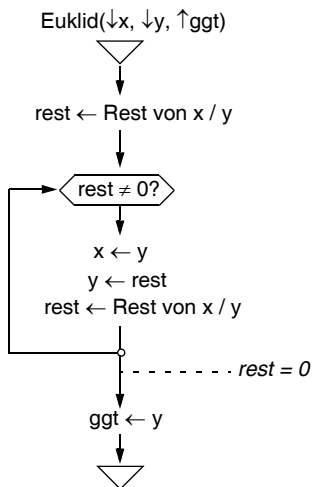 Euklid(↓x, ↓y, ↑ggt)
rest ← Rest von x / y
rest ≠ 0?
x ← y
y ← rest
rest ← Rest von x / y
rest = 0
ggt ← y